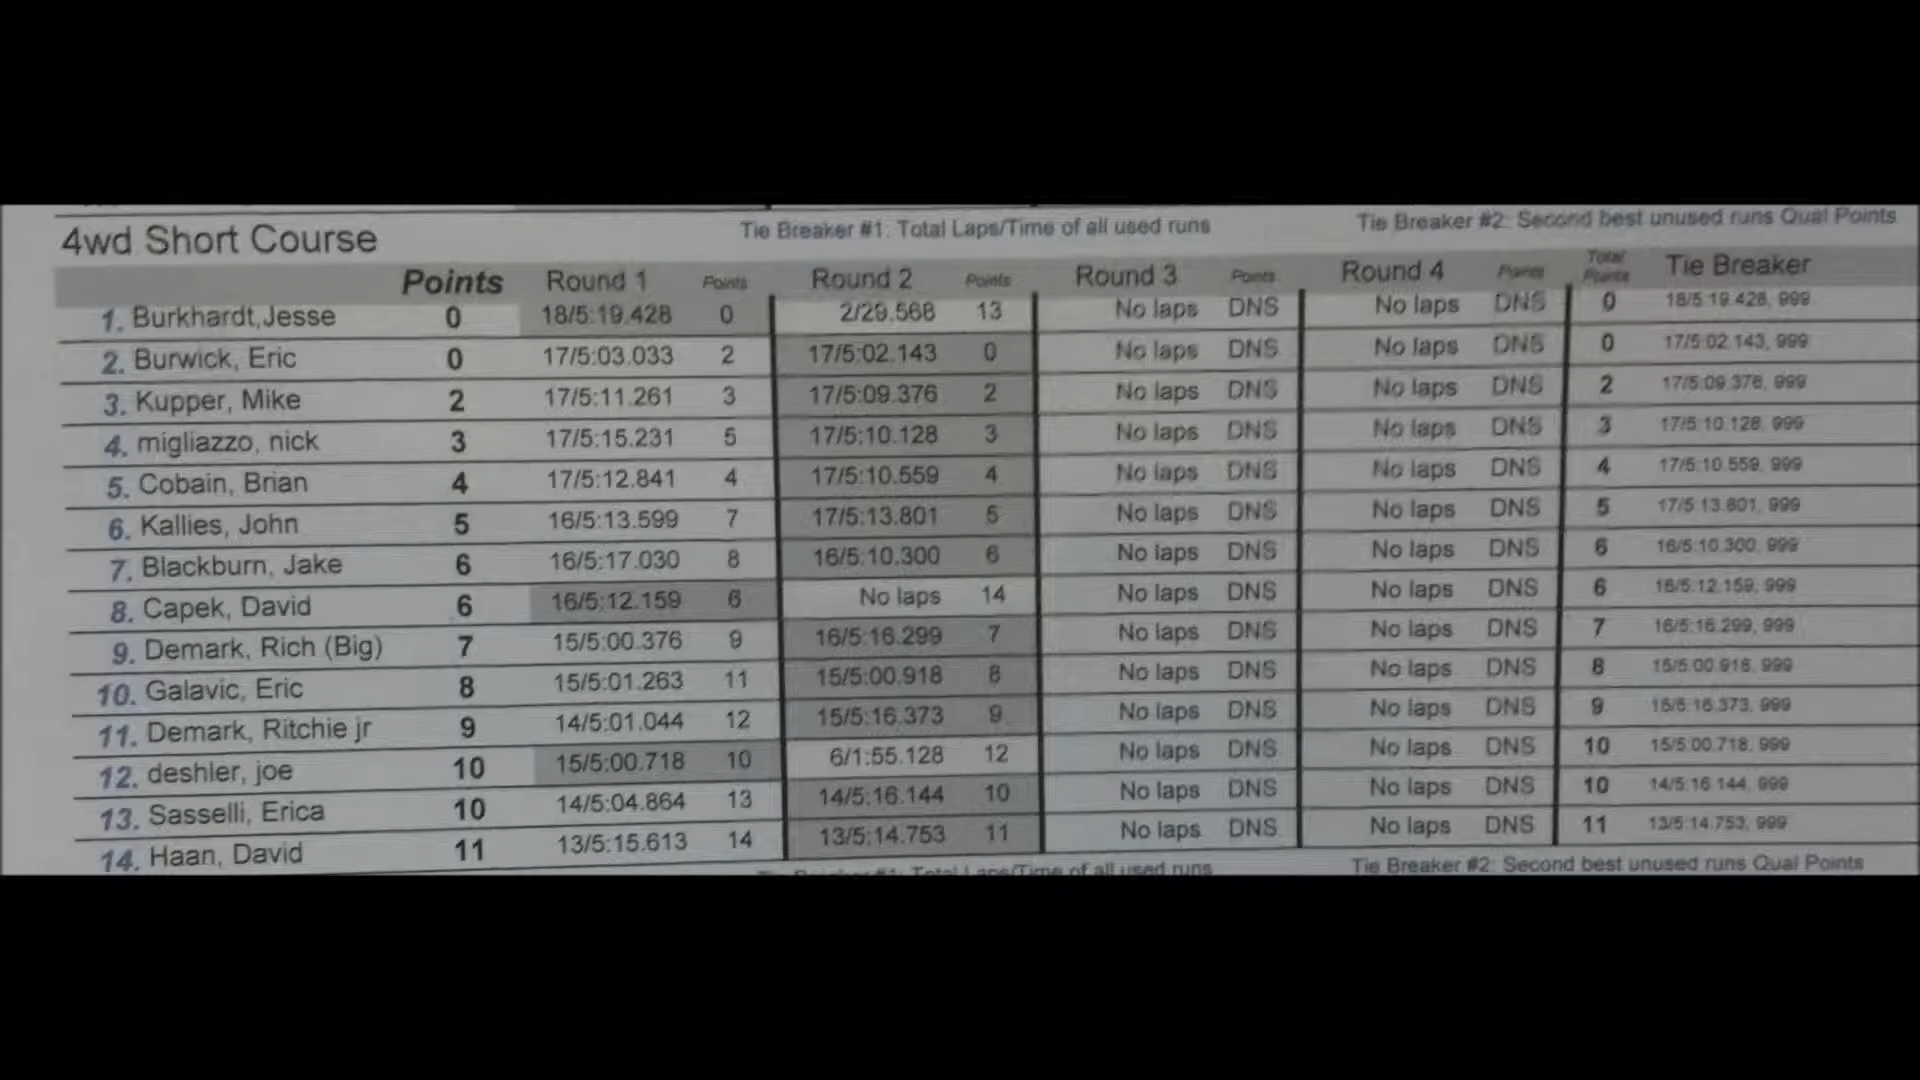 4wd Short Course Tie Breaker #1: Total Laps/Time of all used runs Tie Breaker #2: Second best unused runs Qual Points
Points Round 1 Points Round 2 Points Round 3 Points Round 4 Points Total Points Tie Breaker
1. Burkhardt,Jesse 0 18/5:19.428 0 2/29.568 13 No laps DNS No laps DNS 0 18/5:19.428, 999
2. Burwick, Eric 0 17/5:03.033 2 17/5:02.143 0 No laps DNS No laps DNS 0 17/5:02.143, 999
3. Kupper, Mike 2 17/5:11.261 3 17/5:09.376 2 No laps DNS No laps DNS 2 17/5:09.376, 999
4. migliazzo, nick 3 17/5:15.231 5 17/5:10.128 3 No laps DNS No laps DNS 3 17/5:10.128, 999
5. Cobain, Brian 4 17/5:12.841 4 17/5:10.559 4 No laps DNS No laps DNS 4 17/5:10.559, 999
6. Kallies, John 5 16/5:13.599 7 17/5:13.801 5 No laps DNS No laps DNS 5 17/5:13.801, 999
7. Blackburn, Jake 6 16/5:17.030 8 16/5:10.300 6 No laps DNS No laps DNS 6 16/5:10.300, 999
8. Capek, David 6 16/5:12.159 6 No laps 14 No laps DNS No laps DNS 6 16/5:12.159, 999
9. Demark, Rich (Big) 7 15/5:00.376 9 16/5:16.299 7 No laps DNS No laps DNS 7 16/5:16.299, 999
10. Galavic, Eric 8 15/5:01.263 11 15/5:00.918 8 No laps DNS No laps DNS 8 15/5:00.918, 999
11. Demark, Ritchie jr 9 14/5:01.044 12 15/5:16.373 9 No laps DNS No laps DNS 9 15/5:16.373, 999
12. deshler, joe 10 15/5:00.718 10 6/1:55.128 12 No laps DNS No laps DNS 10 15/5:00.718, 999
13. Sasselli, Erica 10 14/5:04.864 13 14/5:16.144 10 No laps DNS No laps DNS 10 14/5:16.144, 999
14. Haan, David 11 13/5:15.613 14 13/5:14.753 11 No laps DNS No laps DNS 11 13/5:14.753, 999
Tie Breaker #1: Total Laps/Time of all used runs Tie Breaker #2: Second best unused runs Qual Points